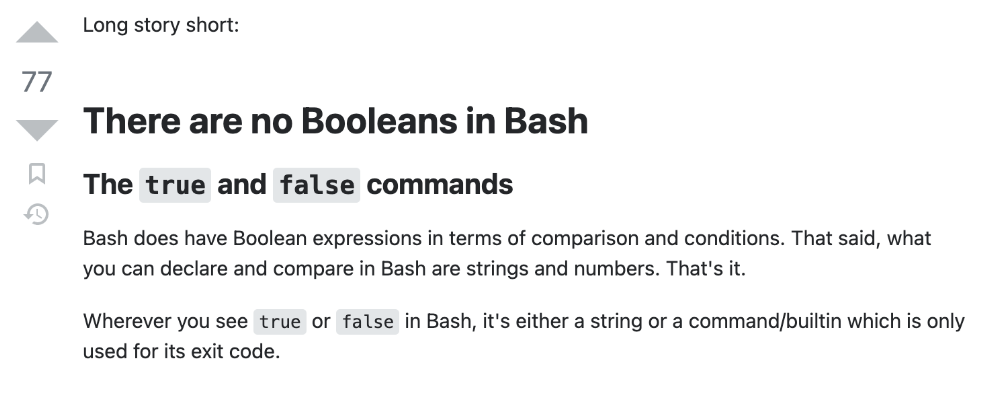 Long story short:
77
There are no Booleans in Bash
The true and false commands
Bash does have Boolean expressions in terms of comparison and conditions. That said, what
you can declare and compare in Bash are strings and numbers. That's it.
Wherever you see true or false in Bash, it's either a string or a command/builtin which is only
used for its exit code.